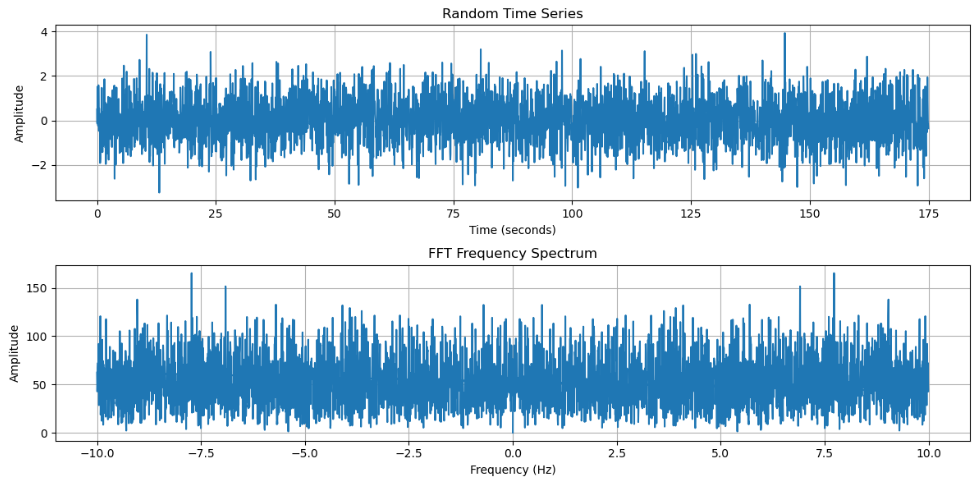 Random Time Series
4
2
0
−2
Amplitude
0 25 50 75 100 125 150 175
Time (seconds)
FFT Frequency Spectrum
150
100
50
0
Amplitude
−10.0 −7.5 −5.0 −2.5 0.0 2.5 5.0 7.5 10.0
Frequency (Hz)